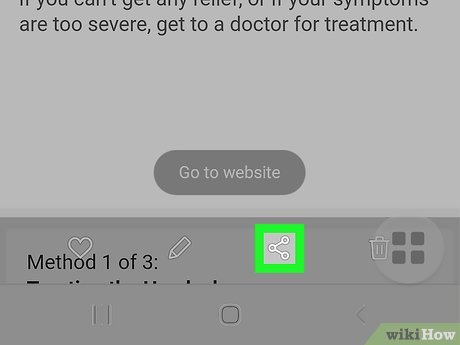 If you can't get any relief, or if your symptoms
are too severe, get to a doctor for treatment.
Go to website
Method 1 of 3:
wikiHow